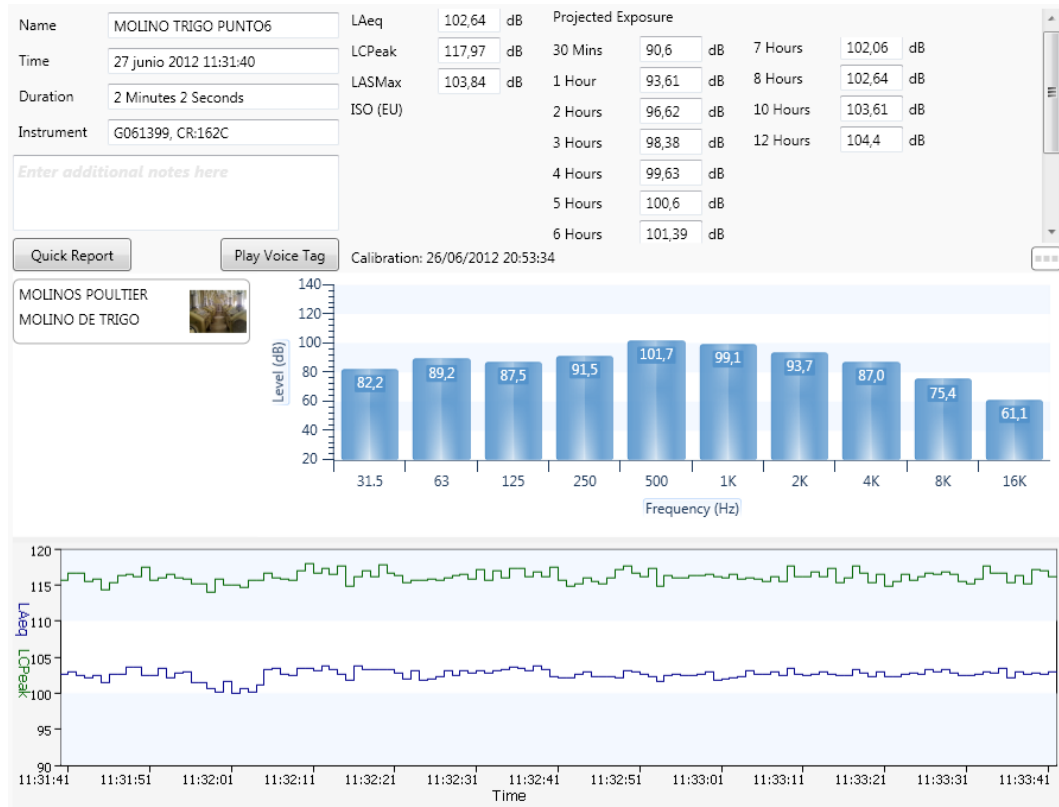 Name MOLINO TRIGO PUNTO6
Time 27 junio 2012 11:31:40
Duration 2 Minutes 2 Seconds
Instrument G061399, CR:162C
Enter additional notes here
Quick Report Play Voice Tag
LAeq 102,64 dB
LCPeak 117,97 dB
LASMax 103,84 dB
ISO (EU)
Projected Exposure
30 Mins 90,6 dB
1 Hour 93,61 dB
2 Hours 96,62 dB
3 Hours 98,38 dB
4 Hours 99,63 dB
5 Hours 100,6 dB
6 Hours 101,39 dB
7 Hours 102,06 dB
8 Hours 102,64 dB
10 Hours 103,61 dB
12 Hours 104,4 dB
Calibration: 26/06/2012 20:53:34
MOLINOS POULTIER
MOLINO DE TRIGO
Level (dB)
140
120
100
80
60
40
20
82,2 89,2 87,5 91,5 101,7 99,1 93,7 87,0 75,4 61,1
31.5 63 125 250 500 1K 2K 4K 8K 16K
Frequency (Hz)
LAeq LCPeak
120
115
110
105
100
95
90
11:31:41 11:31:51 11:32:01 11:32:11 11:32:21 11:32:31 11:32:41 11:32:51 11:33:01 11:33:11 11:33:21 11:33:31 11:33:41
Time